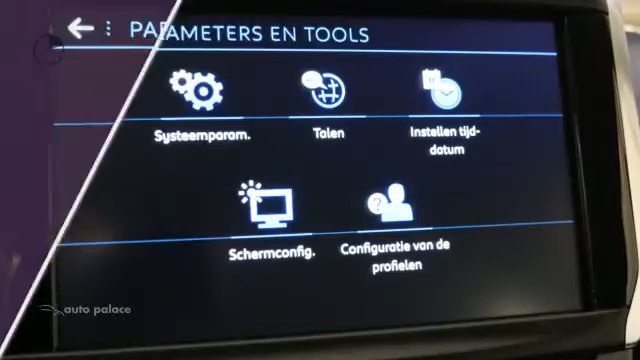 PARAMETERS EN TOOLS
Systeemparam.
Talen
Instellen tijd-
datum
Schermconfig.
Configuratie van de
profielen
auto palace